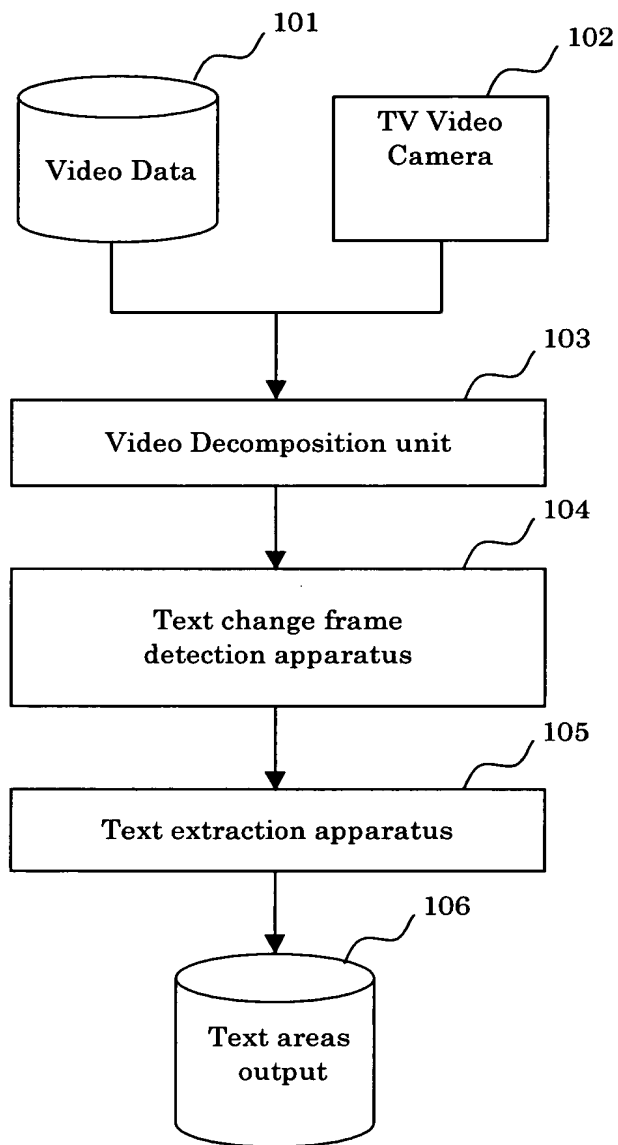 101
102
Video Data
TV Video
Camera
103
Video Decomposition unit
104
Text change frame
detection apparatus
105
Text extraction apparatus
106
Text areas
output